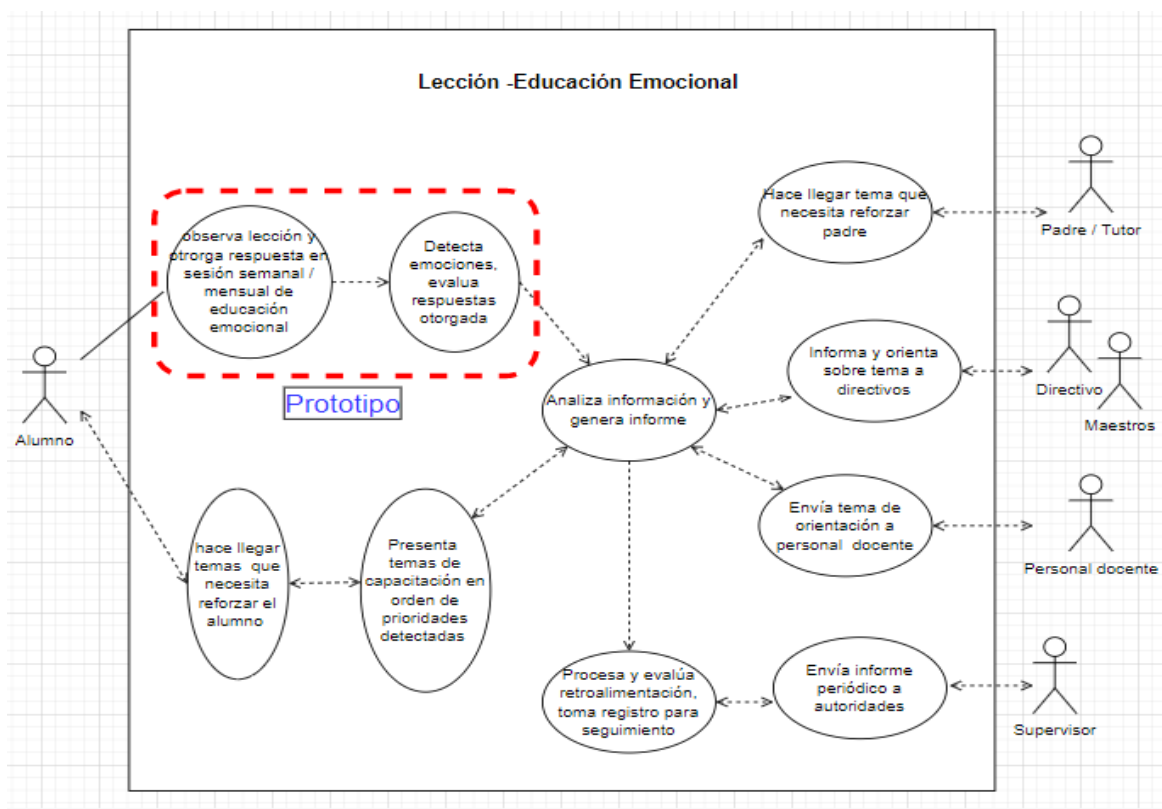 Lección -Educación Emocional
observa lección y
otrorga respuesta en
sesión semanal /
mensual de
educación
emocional
Detecta
emociones,
evalua
respuestas
otorgada
Prototipo
Alumno
Hace llegar tema que
necesita reforzar
padre
Padre / Tutor
Informa y orienta
sobre tema a
directivos
Directivo
Maestros
Analiza información y
genera informe
Envía tema de
orientación a
personal docente
Personal docente
hace llegar
temas que
necesita
reforzar el
alumno
Presenta
temas de
capacitación en
orden de
prioridades
detectadas
Procesa y evalúa
retroalimentación,
toma registro para
seguimiento
Envía informe
periódico a
autoridades
Supervisor